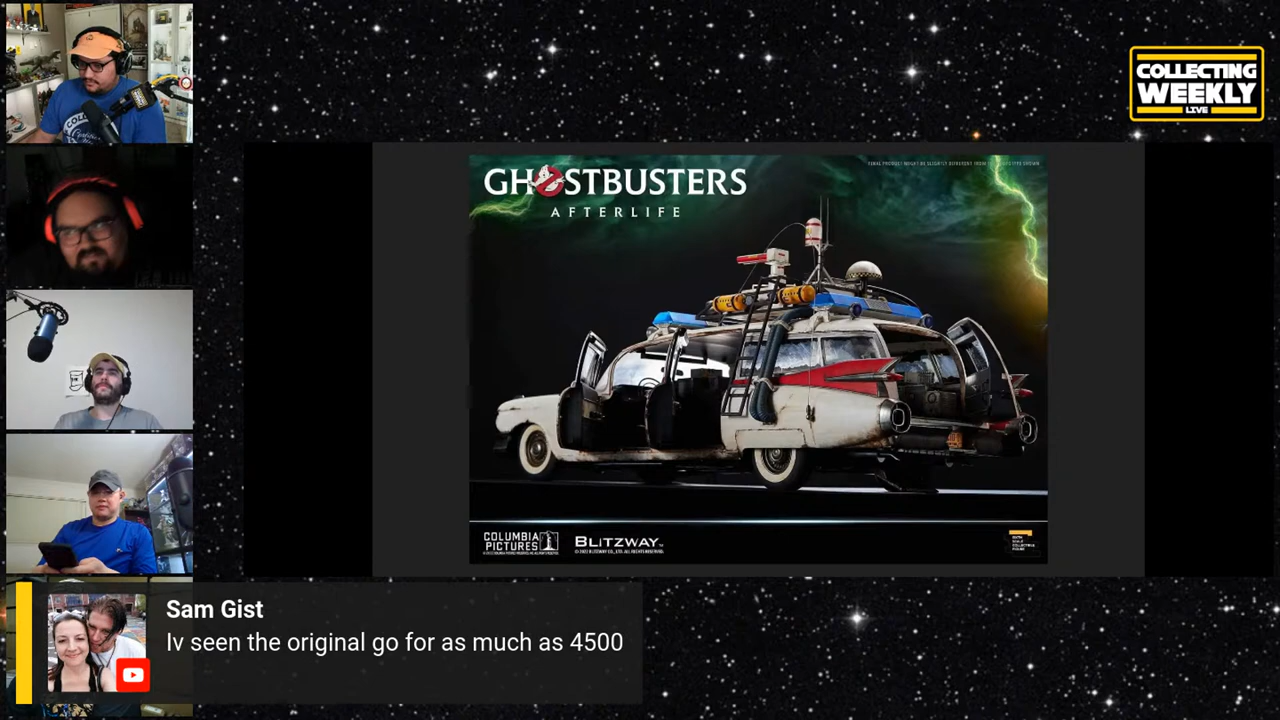 COLLECTING
WEEKLY
LIVE
GHOSTBUSTERS
AFTERLIFE
COLUMBIA
PICTURES
BLITZWAY
Sam Gist
Iv seen the original go for as much as 4500